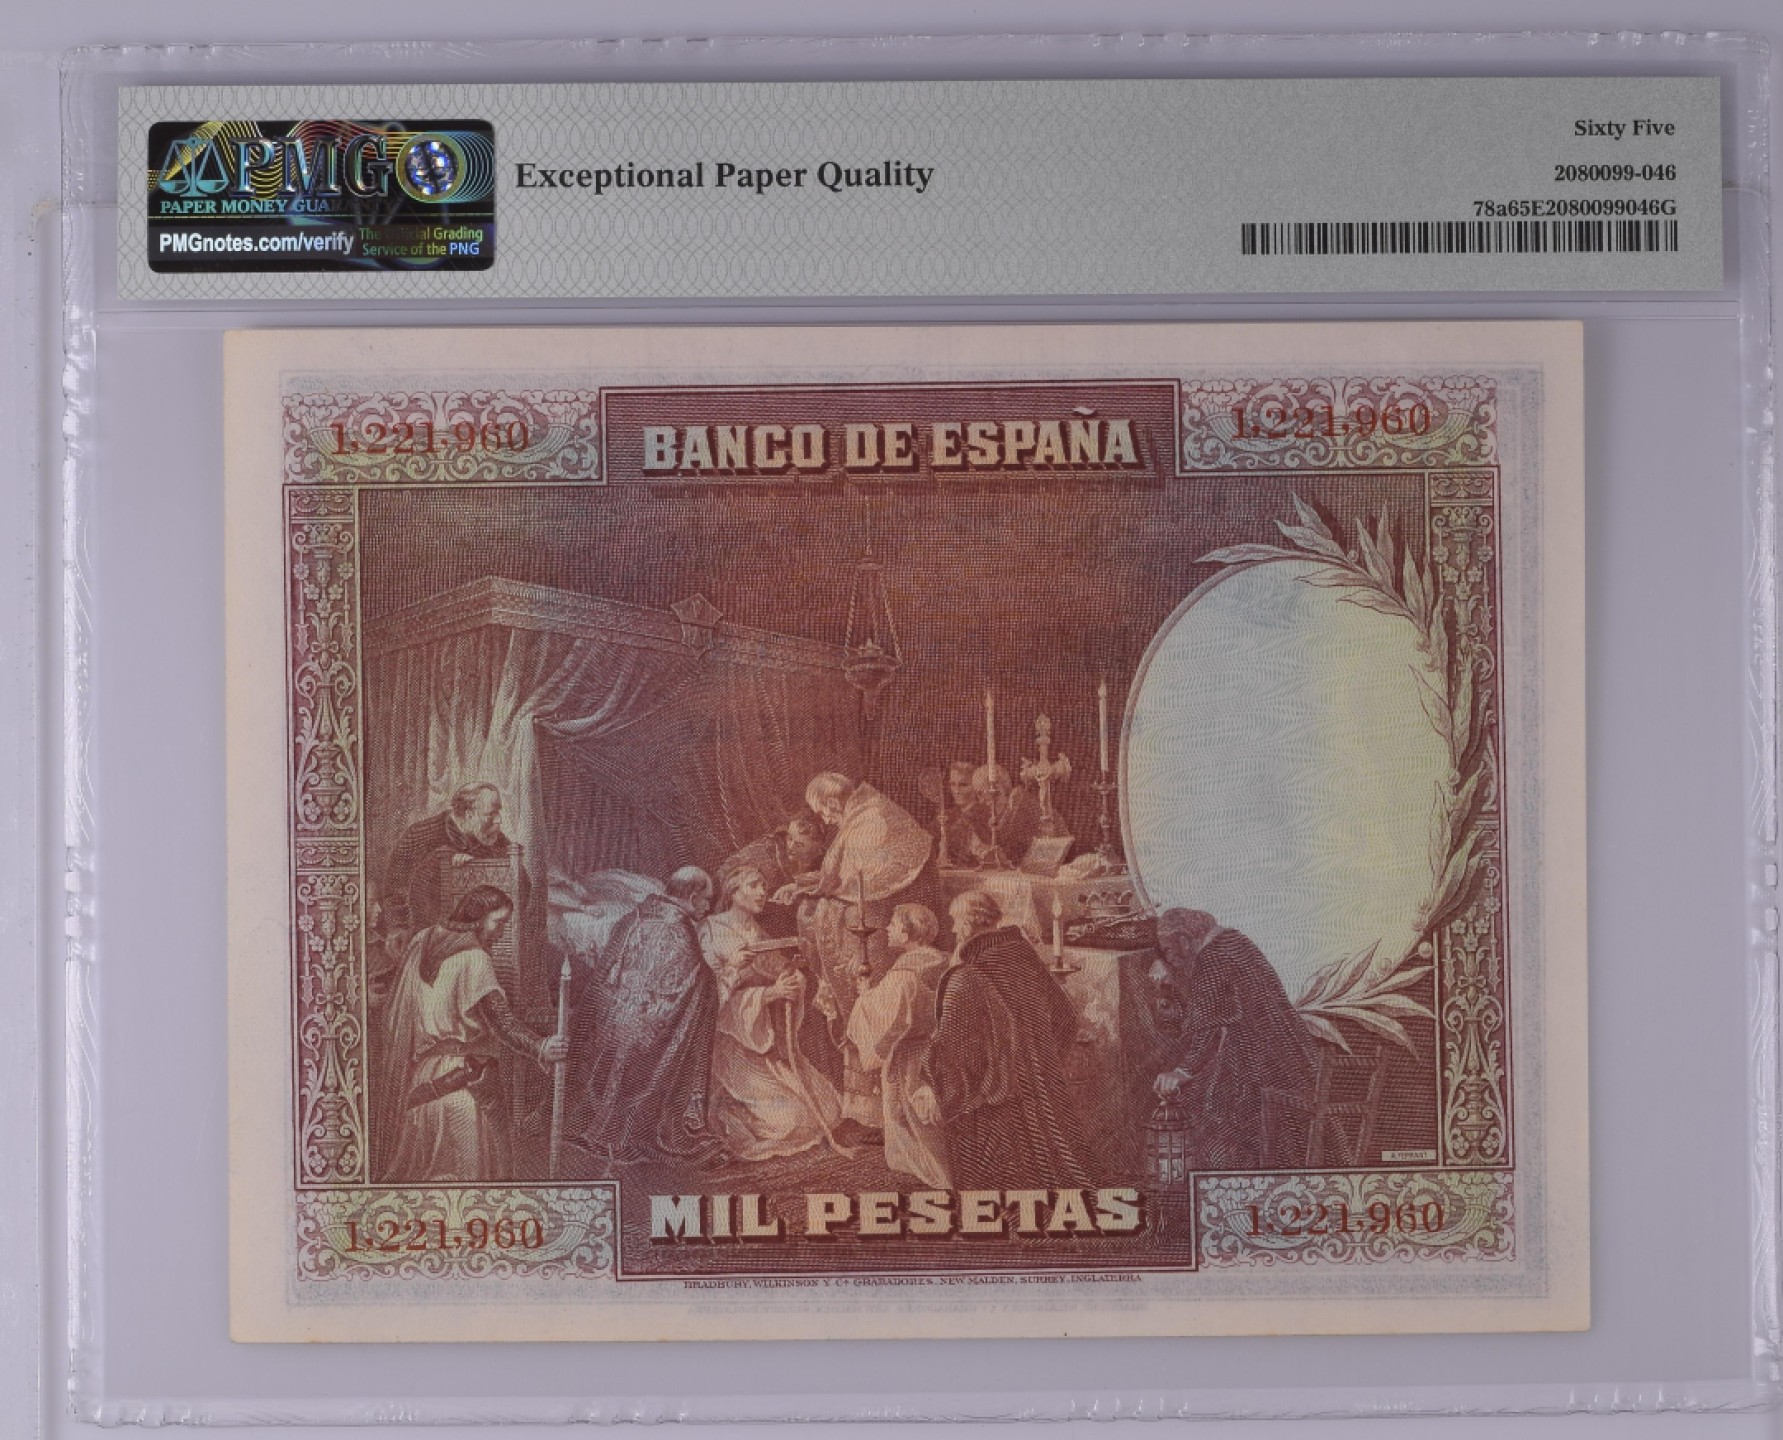 Sixty Five
PMG
Exceptional Paper Quality
2080099-046
PAPER MONEY GUARANTY
78a65E2080099046G
PMGnotes.com/verify
The Official Grading
Service of the PNG
1,221,960
BANCO DE ESPAÑA
1,221,960
1,221,960
MIL PESETAS
1,221,960
BRADBURY, WILKINSON Y Cª GRABADORES, NEW MALDEN, SURREY, INGLATERRA